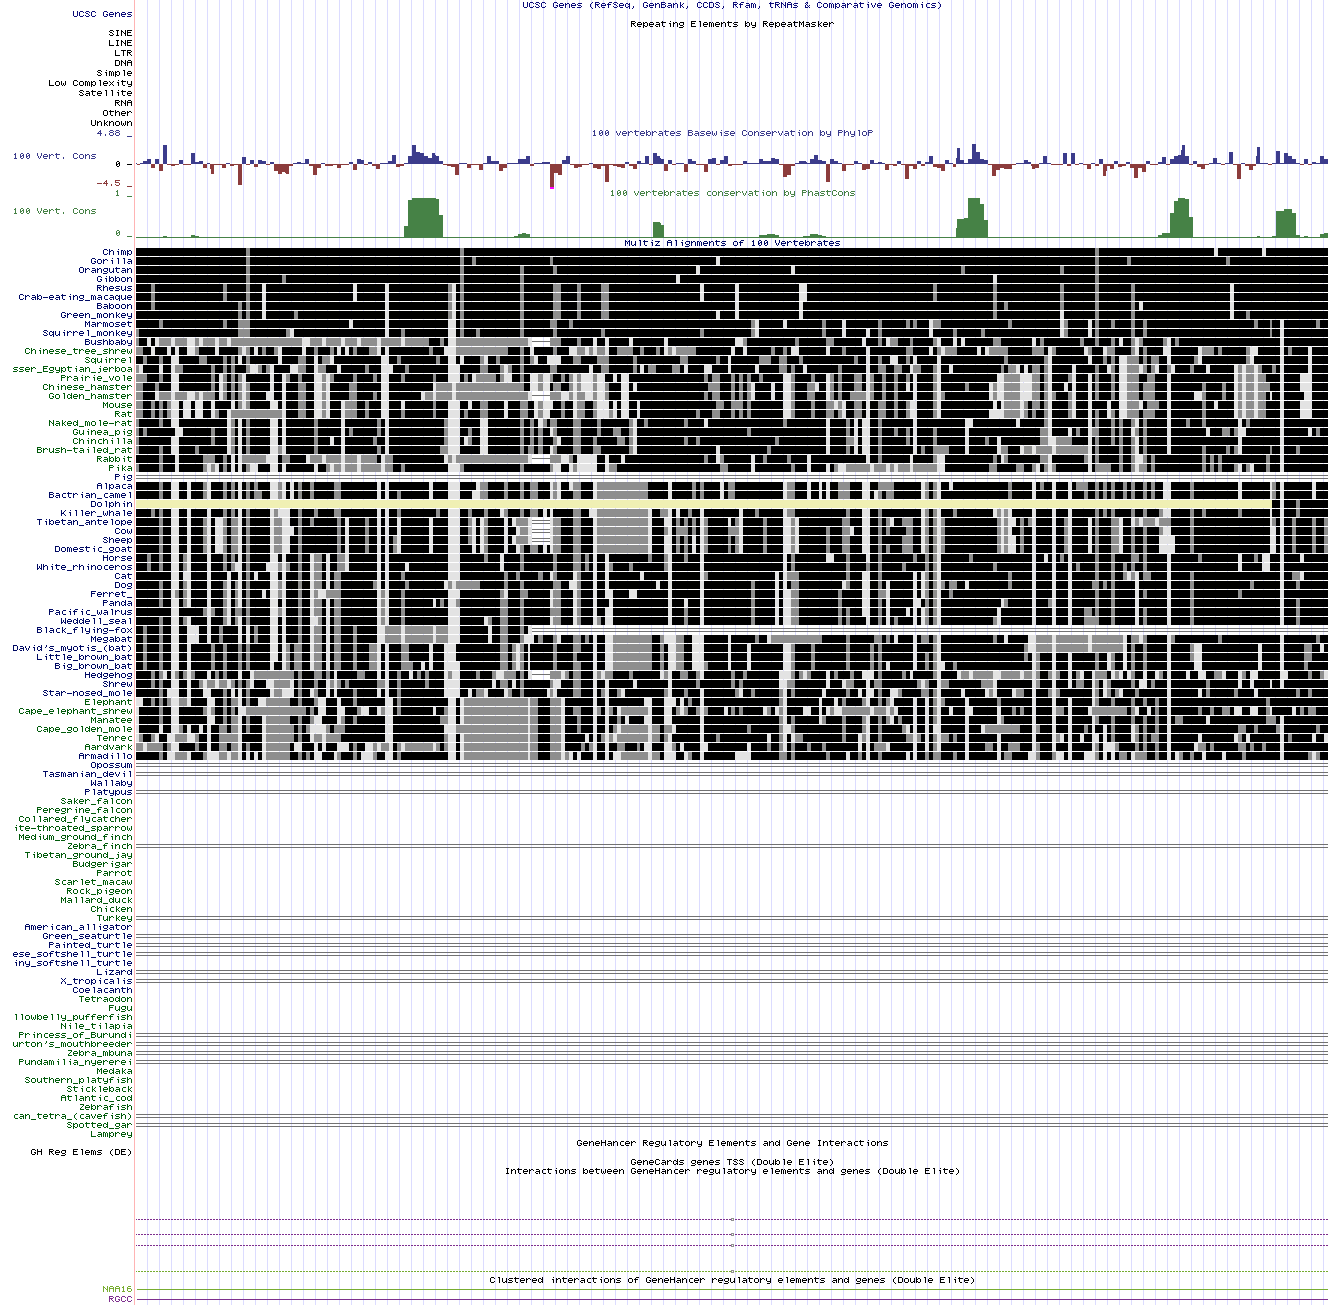 UCSC Genes (RefSeq, GenBank, CCDS, Rfam, tRNAs & Comparative Genomics)
UCSC Genes
Repeating Elements by RepeatMasker
SINE
LINE
LTR
DNA
Simple
Low Complexity
Satellite
RNA
Other
Unknown
4.88 _
100 vertebrates Basewise Conservation by PhyloP
100 Vert. Cons
0 -
-4.5 _
100 vertebrates conservation by PhastCons
1 _
100 Vert. Cons
0 _
Multiz Alignments of 100 Vertebrates
Chimp
Gorilla
Orangutan
Gibbon
Rhesus
Crab-eating_macaque
Baboon
Green_monkey
Marmoset
Squirrel_monkey
Bushbaby
Chinese_tree_shrew
Squirrel
sser_Egyptian_jerboa
Prairie_vole
Chinese_hamster
Golden_hamster
Mouse
Rat
Naked_mole-rat
Guinea_pig
Chinchilla
Brush-tailed_rat
Rabbit
Pika
Pig
Alpaca
Bactrian_camel
Dolphin
Killer_whale
Tibetan_antelope
Cow
Sheep
Domestic_goat
Horse
White_rhinoceros
Cat
Dog
Ferret_
Panda
Pacific_walrus
Weddell_seal
Black_flying-fox
Megabat
David's_myotis_(bat)
Little_brown_bat
Big_brown_bat
Hedgehog
Shrew
Star-nosed_mole
Elephant
Cape_elephant_shrew
Manatee
Cape_golden_mole
Tenrec
Aardvark
Armadillo
Opossum
Tasmanian_devil
Wallaby
Platypus
Saker_falcon
Peregrine_falcon
Collared_flycatcher
ite-throated_sparrow
Medium_ground_finch
Zebra_finch
Tibetan_ground_jay
Budgerigar
Parrot
Scarlet_macaw
Rock_pigeon
Mallard_duck
Chicken
Turkey
American_alligator
Green_seaturtle
Painted_turtle
ese_softshell_turtle
iny_softshell_turtle
Lizard
X_tropicalis
Coelacanth
Tetraodon
Fugu
llowbelly_pufferfish
Nile_tilapia
Princess_of_Burundi
urton's_mouthbreeder
Zebra_mbuna
Pundamilia_nyererei
Medaka
Southern_platyfish
Stickleback
Atlantic_cod
Zebrafish
can_tetra_(cavefish)
Spotted_gar
Lamprey
GeneHancer Regulatory Elements and Gene Interactions
GH Reg Elems (DE)
GeneCards genes TSS (Double Elite)
Interactions between GeneHancer regulatory elements and genes (Double Elite)
Clustered interactions of GeneHancer regulatory elements and genes (Double Elite)
NAA16
RGCC